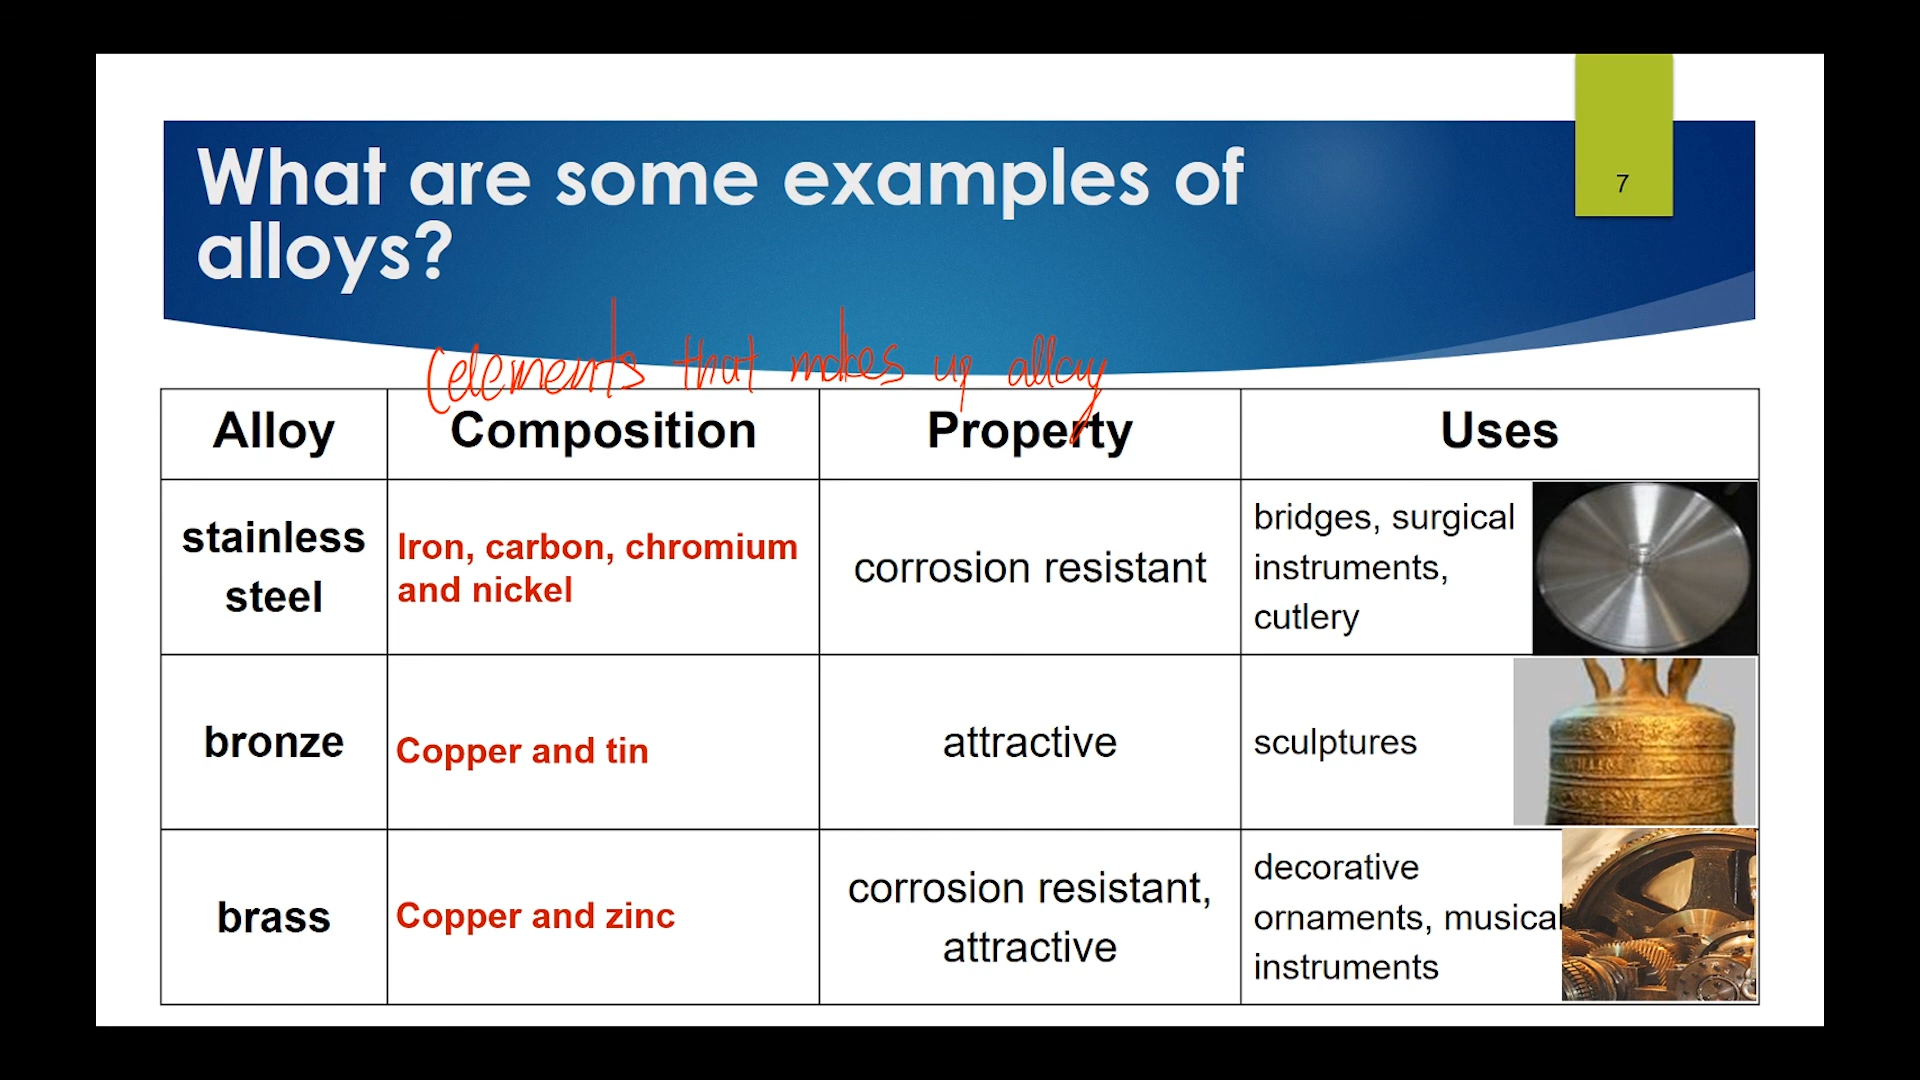 What are some examples of
alloys?
7
(elements that makes up alloy
Alloy Composition Property Uses
stainless
steel
Iron, carbon, chromium
and nickel
corrosion resistant
bridges, surgical
instruments,
cutlery
bronze
Copper and tin
attractive
sculptures
brass
Copper and zinc
corrosion resistant,
attractive
decorative
ornaments, musical
instruments